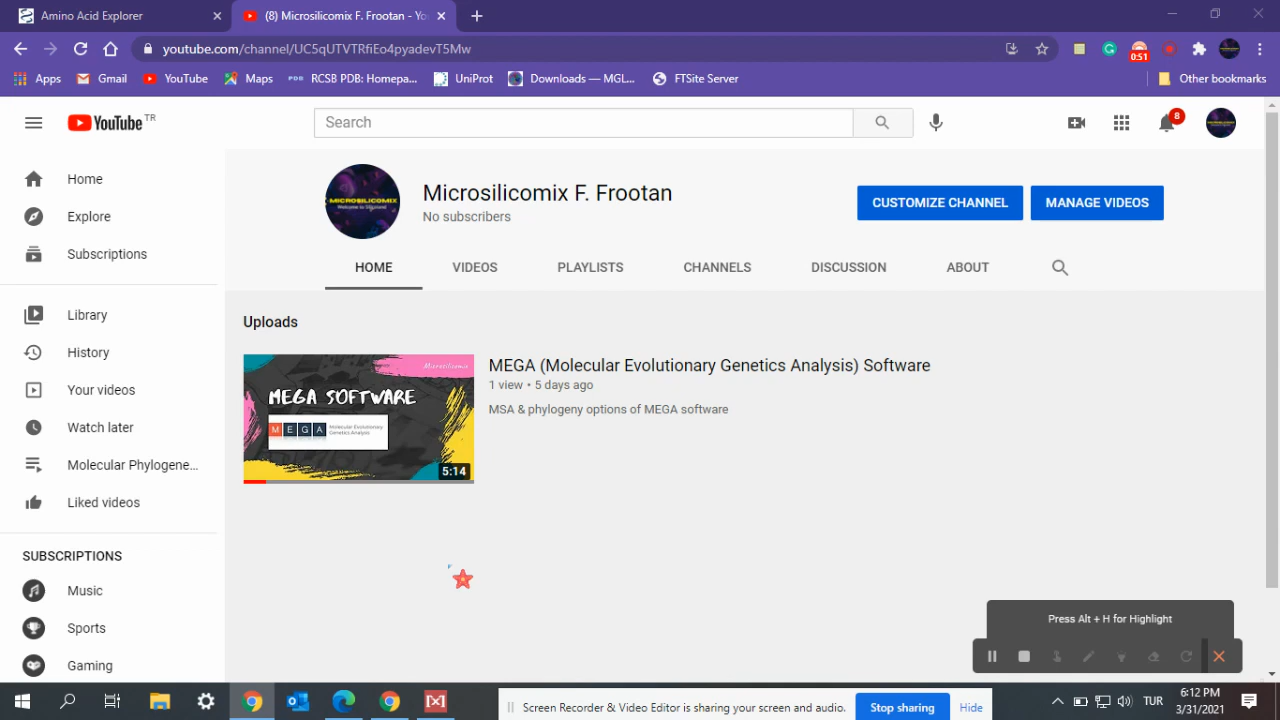 Amino Acid Explorer
(8) Microsilicomix F. Frootan - Yo
youtube.com/channel/UC5qUTVTRfiEo4pyadevT5Mw
0:51
Apps Gmail YouTube Maps RCSB PDB: Homepa... UniProt Downloads — MGL... FTSite Server Other bookmarks
YouTube TR
Search
8
Home
Explore
Subscriptions
Library
History
Your videos
Watch later
Molecular Phylogene...
Liked videos
SUBSCRIPTIONS
Music
Sports
Gaming
MICROSILICOMIX
Microsilicomix F. Frootan
No subscribers
CUSTOMIZE CHANNEL
MANAGE VIDEOS
HOME VIDEOS PLAYLISTS CHANNELS DISCUSSION ABOUT
Uploads
Microsilicomix
MEGA SOFTWARE
MEGA Molecular Evolutionary
Genetics Analysis
5:14
MEGA (Molecular Evolutionary Genetics Analysis) Software
1 view • 5 days ago
MSA & phylogeny options of MEGA software
Press Alt + H for Highlight
Screen Recorder & Video Editor is sharing your screen and audio. Stop sharing Hide
TUR
6:12 PM
3/31/2021